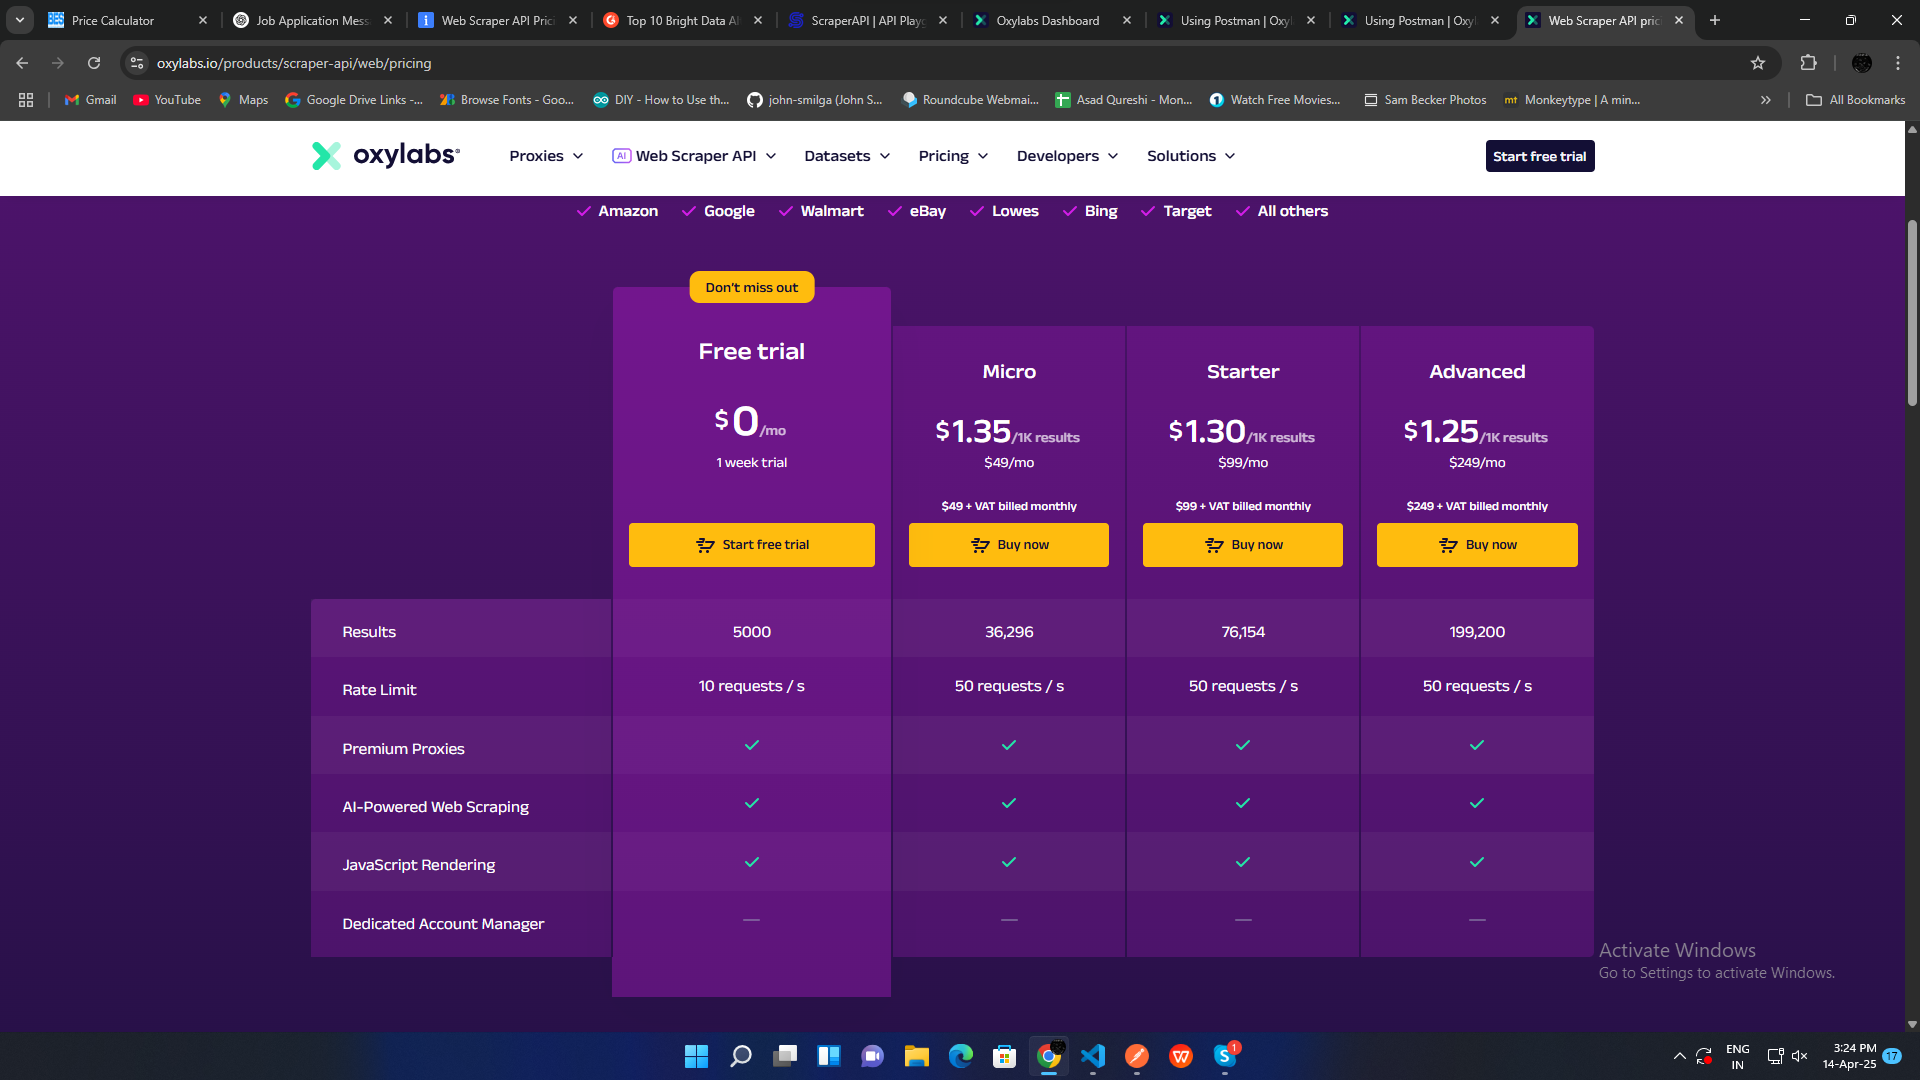 Price Calculator
Job Application Mess
Web Scraper API Prici
Top 10 Bright Data Al
ScraperAPI | API Playg
Oxylabs Dashboard
Using Postman | Oxyl
Using Postman | Oxyl
Web Scraper API prici
oxylabs.io/products/scraper-api/web/pricing
Gmail
YouTube
Maps
Google Drive Links -...
Browse Fonts - Goo...
DIY - How to Use th...
john-smilga (John S...
Roundcube Webmai...
Asad Qureshi - Mon...
Watch Free Movies...
Sam Becker Photos
mt
Monkeytype | A min...
All Bookmarks
oxylabs®
Proxies
AI
Web Scraper API
Datasets
Pricing
Developers
Solutions
Start free trial
Amazon
Google
Walmart
eBay
Lowes
Bing
Target
All others
Don't miss out
Free trial
$0/mo
1 week trial
Start free trial
Micro
$1.35/1K results
$49/mo
$49 + VAT billed monthly
Buy now
Starter
$1.30/1K results
$99/mo
$99 + VAT billed monthly
Buy now
Advanced
$1.25/1K results
$249/mo
$249 + VAT billed monthly
Buy now
Results 5000 36,296 76,154 199,200
Rate Limit 10 requests / s 50 requests / s 50 requests / s 50 requests / s
Premium Proxies
AI-Powered Web Scraping
JavaScript Rendering
Dedicated Account Manager — — — —
Activate Windows
Go to Settings to activate Windows.
1
ENG
IN
3:24 PM
14-Apr-25
17